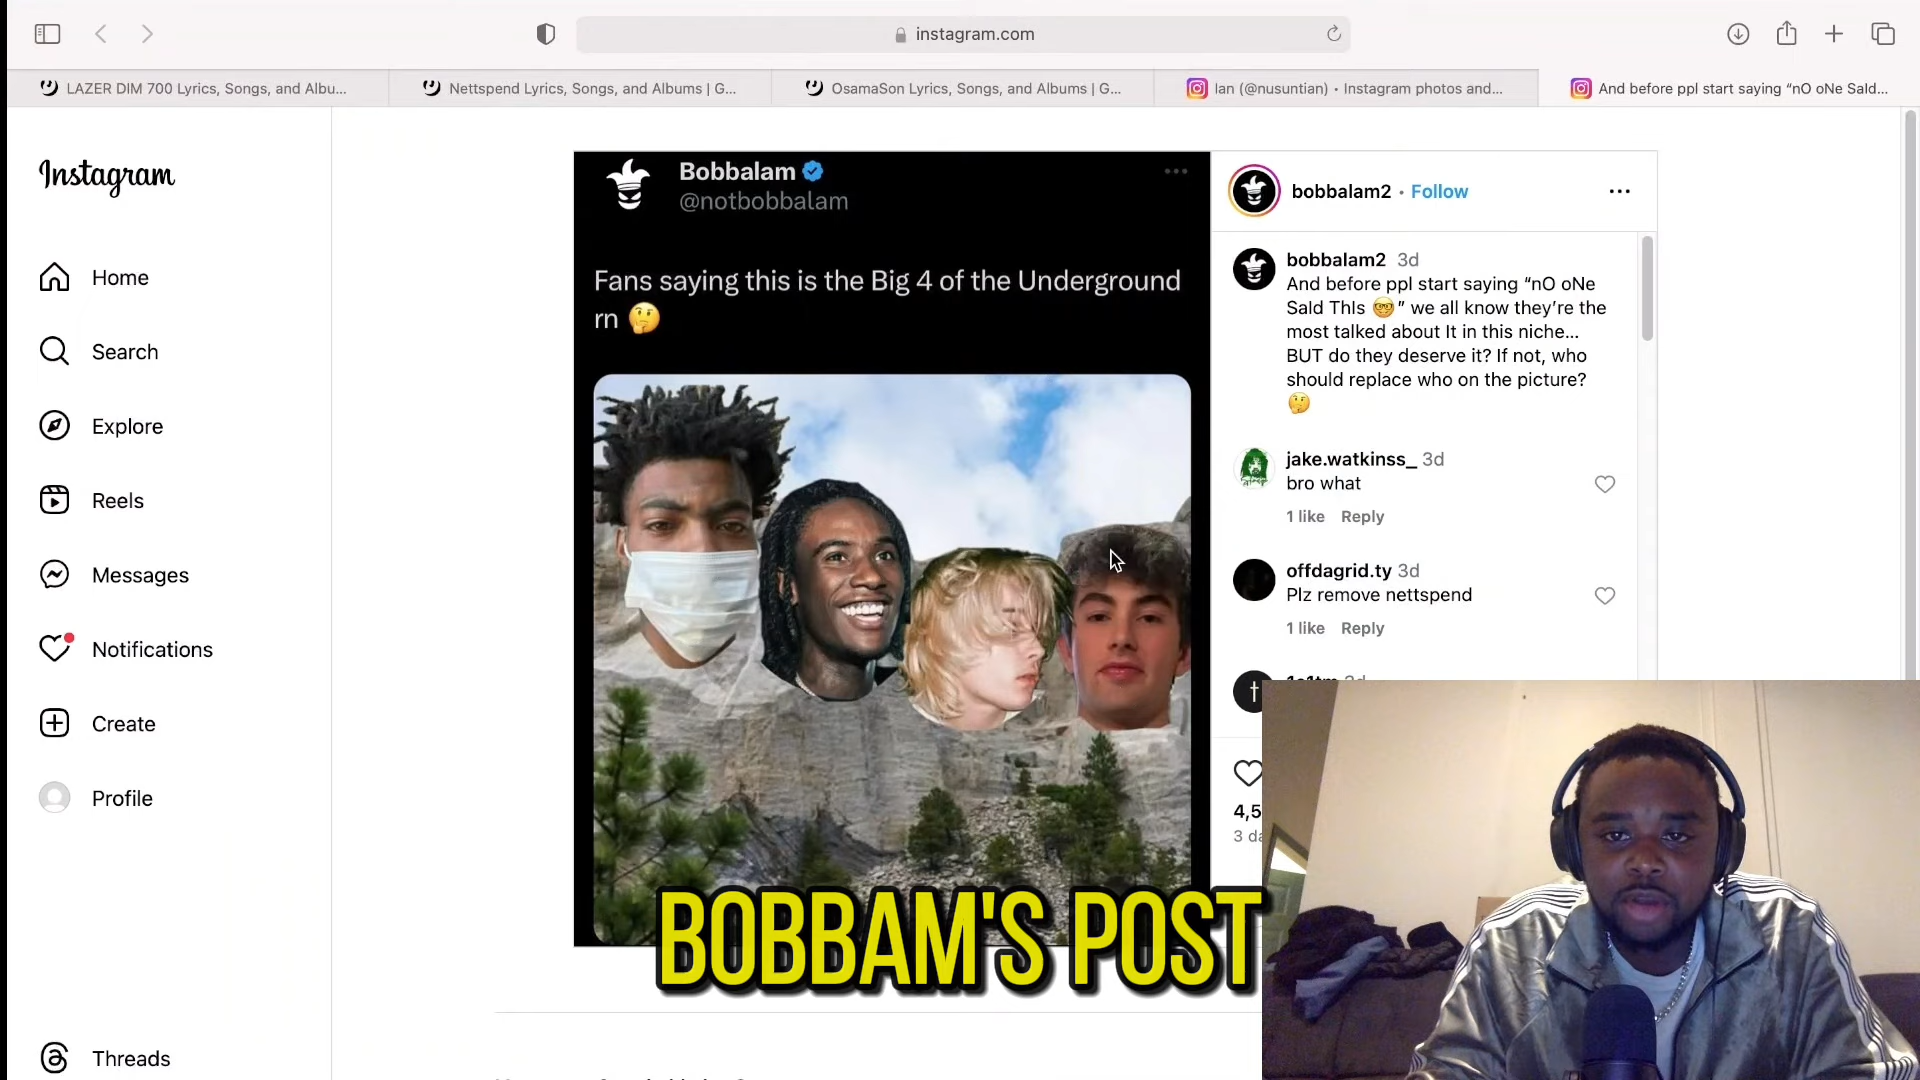 instagram.com
LAZER DIM 700 Lyrics, Songs, and Albu...
Nettspend Lyrics, Songs, and Albums | G...
OsamaSon Lyrics, Songs, and Albums | G...
Ian (@nusuntian) • Instagram photos and...
And before ppl start saying “nO oNe Sald...
Instagram
Home
Search
Explore
Reels
Messages
Notifications
Create
Profile
Threads
Bobbalam
@notbobbalam
Fans saying this is the Big 4 of the Underground
rn 🤔
bobbalam2 • Follow
bobbalam2 3d
And before ppl start saying “nO oNe
Sald ThIs 🤓” we all know they’re the
most talked about It in this niche...
BUT do they deserve it? If not, who
should replace who on the picture?
🤔
jake.watkinss_ 3d
bro what
1 like Reply
offdagrid.ty 3d
Plz remove nettspend
1 like Reply
4,5
3 da
BOBBAM'S POST